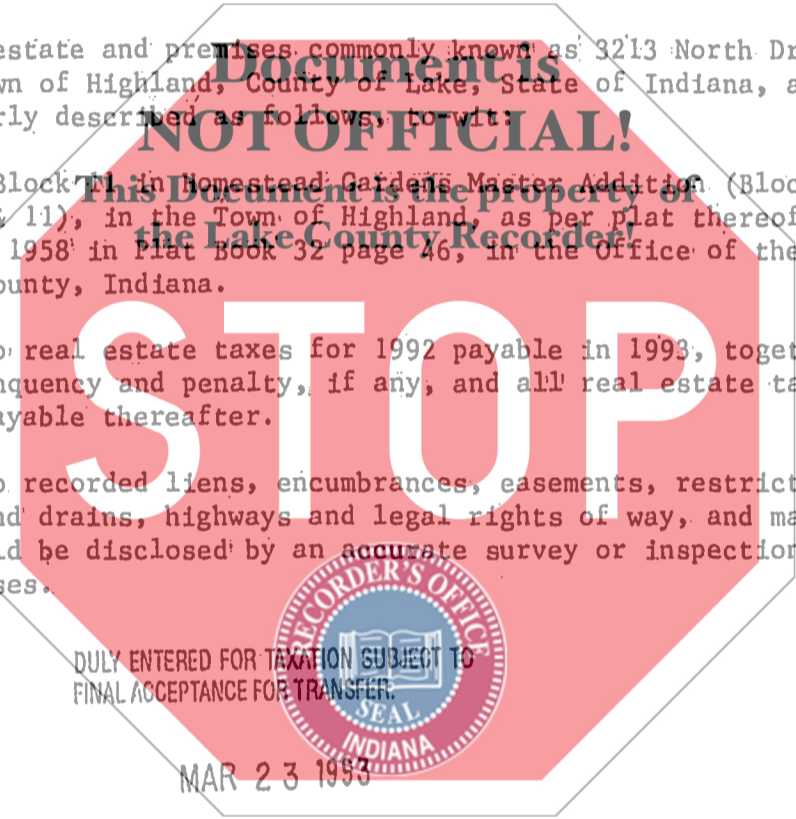 estate and premises commonly known as 3213 North Dr
Document is
wn of Highland, County of Lake, State of Indiana, a
rly described as follows, to-wit:
NOT OFFICIAL!
Block 11 in Homestead Gardens Master Addition (Bloc
This Document is the property of
& 11), in the Town of Highland, as per plat thereof
the Lake County Recorder!
1958 in Plat Book 32 page 46, in the Office of the
ounty, Indiana.
STOP
o real estate taxes for 1992 payable in 1993, toget
nquency and penalty, if any, and all real estate ta
ayable thereafter.
o recorded liens, encumbrances, easements, restrict
nd drains, highways and legal rights of way, and ma
ld be disclosed by an accurate survey or inspection
ses.
RECORDER'S OFFICE
DULY ENTERED FOR TAXATION SUBJECT TO
FINAL ACCEPTANCE FOR TRANSFER.
SEAL
INDIANA
MAR 23 1993